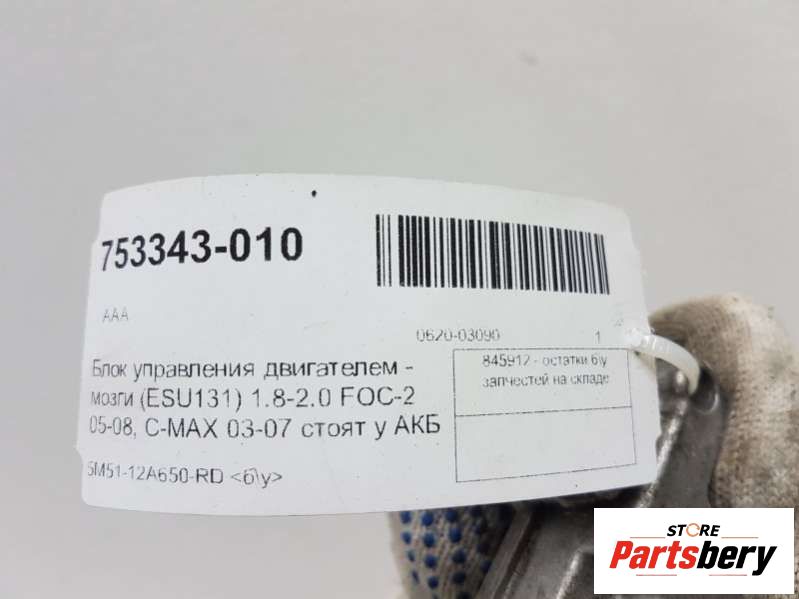 753343-010
AAA
0620-03090 1
Блок управления двигателем -
мозги (ESU131) 1.8-2.0 FOC-2
05-08, C-MAX 03-07 стоят у АКБ
5M51-12A650-RD <б\у>
845912 - остатки б\у
запчестей на складе
STORE
Partsbery